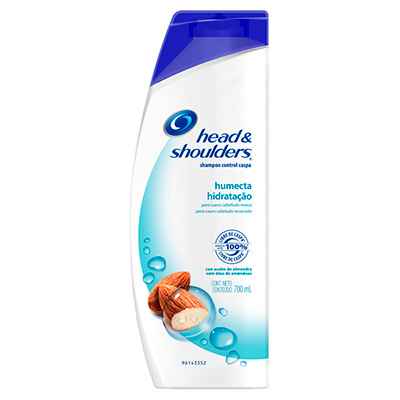 head &
shoulders®
shampoo control caspa
humecta
hidratação
para cuero cabelludo reseco
para couro cabeludo ressecado
LIBRE DE CASPA
100%
LIVRE DE CASPA
con aceite de almendra
com óleo de amêndoas
CONT. NETO
CONTEÚDO 700 mL
96143352